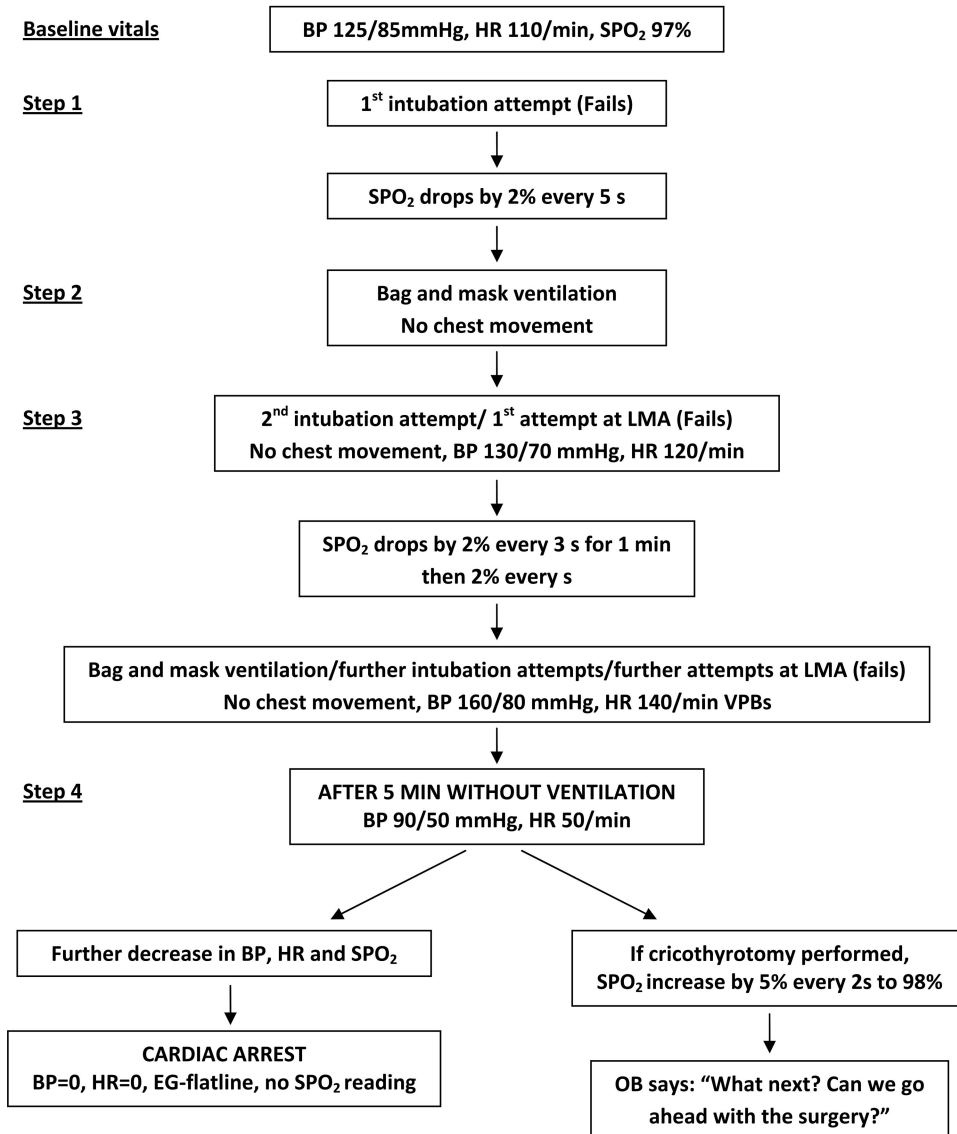 Baseline vitals
BP 125/85mmHg, HR 110/min, SPO₂ 97%
Step 1
1st intubation attempt (Fails)
SPO₂ drops by 2% every 5 s
Step 2
Bag and mask ventilation
No chest movement
Step 3
2nd intubation attempt/ 1st attempt at LMA (Fails)
No chest movement, BP 130/70 mmHg, HR 120/min
SPO₂ drops by 2% every 3 s for 1 min
then 2% every s
Bag and mask ventilation/further intubation attempts/further attempts at LMA (fails)
No chest movement, BP 160/80 mmHg, HR 140/min VPBs
Step 4
AFTER 5 MIN WITHOUT VENTILATION
BP 90/50 mmHg, HR 50/min
Further decrease in BP, HR and SPO₂
CARDIAC ARREST
BP=0, HR=0, EG-flatline, no SPO₂ reading
If cricothyrotomy performed,
SPO₂ increase by 5% every 2s to 98%
OB says: “What next? Can we go
ahead with the surgery?”